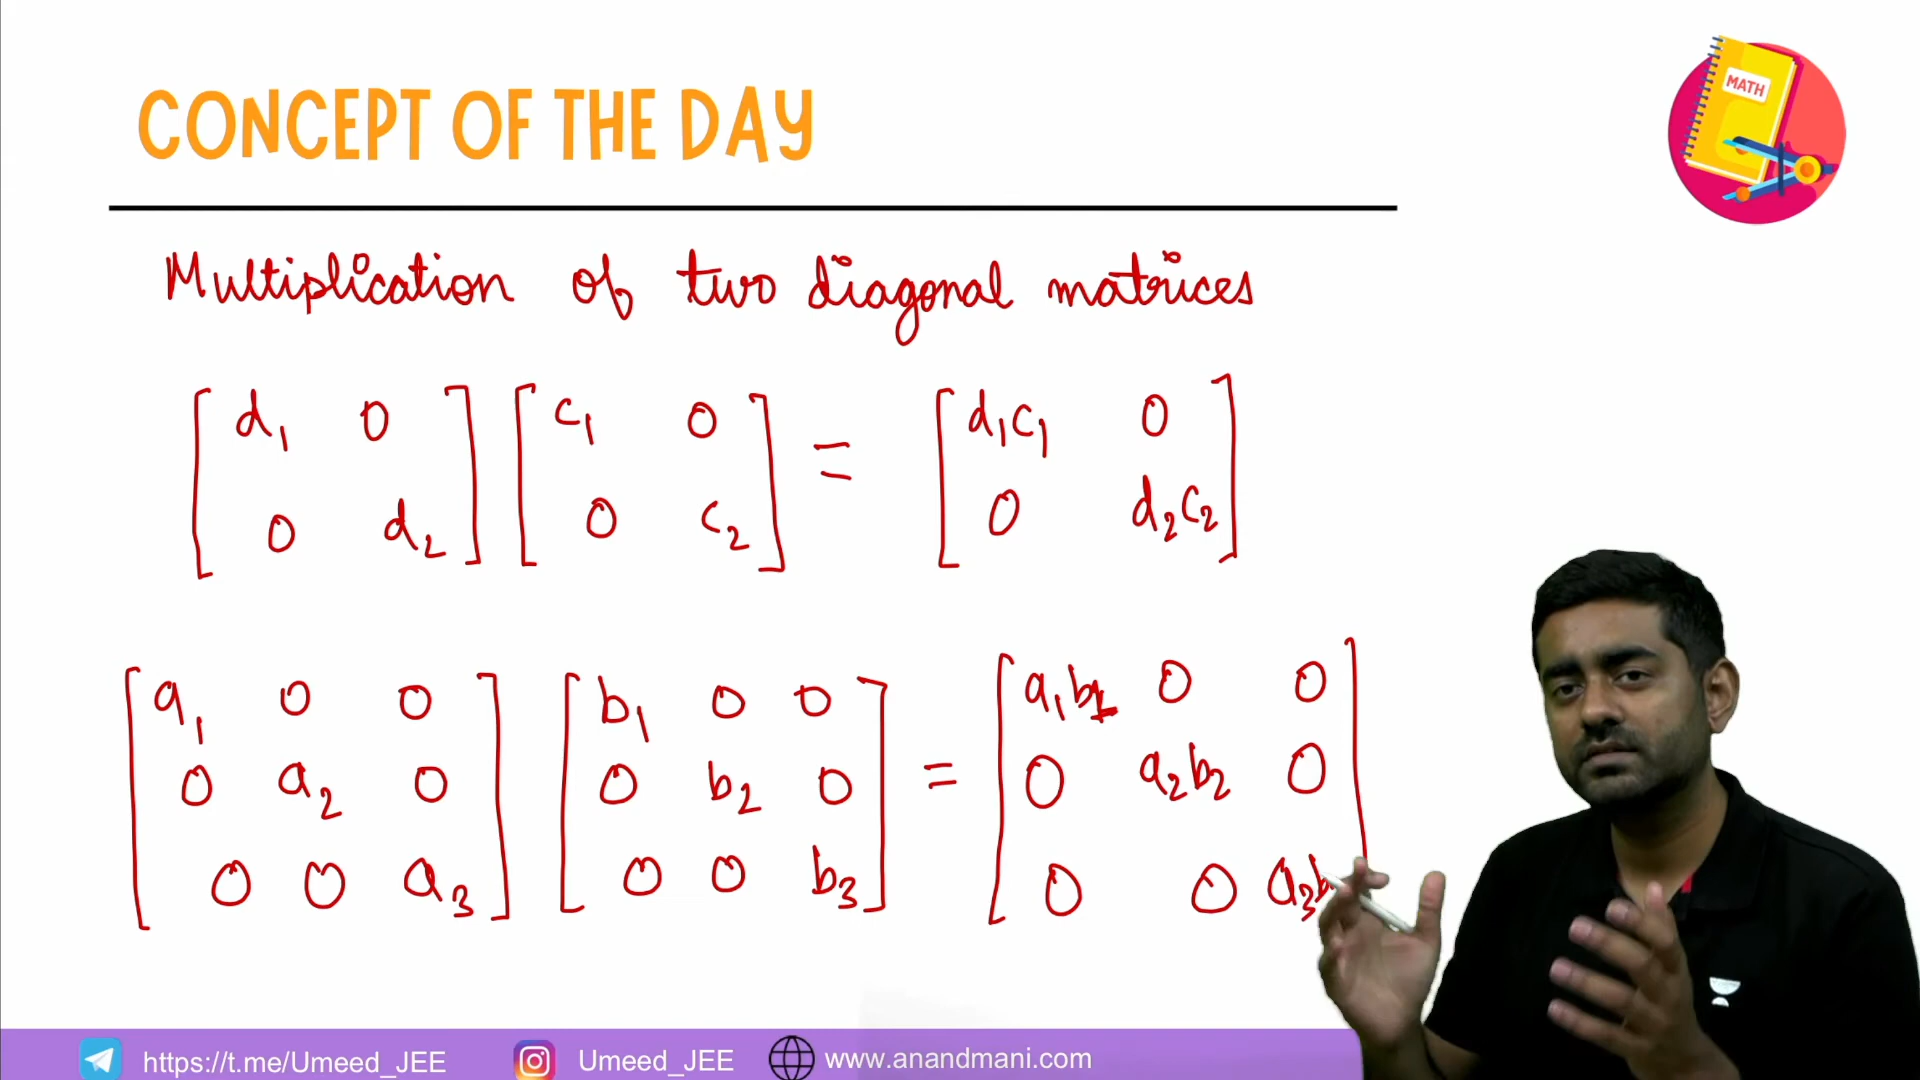 MATH
CONCEPT OF THE DAY
Multiplication of two diagonal matrices
[ d₁ 0 ] [ c₁ 0 ] = [ d₁c₁ 0 ]
[ 0 d₂ ] [ 0 c₂ ] [ 0 d₂c₂ ]
[ a₁ 0 0 ] [ b₁ 0 0 ] = [ a₁b₁ 0 0 ]
[ 0 a₂ 0 ] [ 0 b₂ 0 ] [ 0 a₂b₂ 0 ]
[ 0 0 a₃ ] [ 0 0 b₃ ] [ 0 0 a₃b
https://t.me/Umeed_JEE Umeed_JEE www.anandmani.com